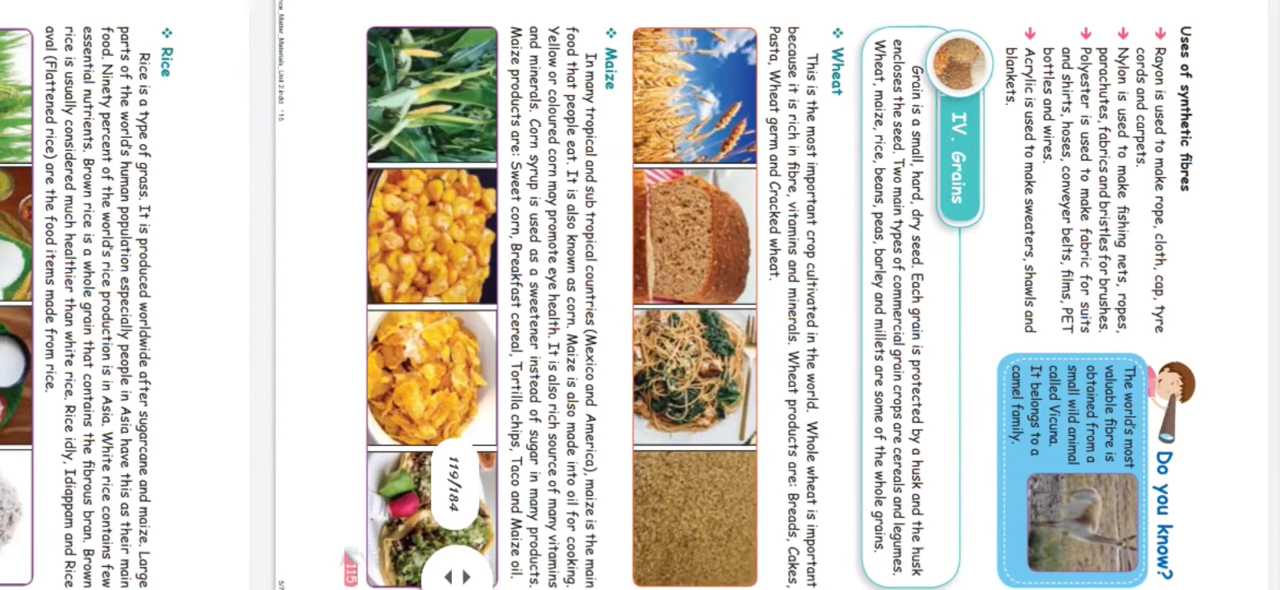 Uses of synthetic fibres
➔ Rayon is used to make rope, cloth, cap, tyre
cords and carpets.
➔ Nylon is used to make fishing nets, ropes,
parachutes, fabrics and bristles for brushes.
➔ Polyester is used to make fabric for suits
and shirts, hoses, conveyer belts, films, PET
bottles and wires.
➔ Acrylic is used to make sweaters, shawls and
blankets.
Do you know?
The world's most
valuable fibre is
obtained from a
small wild animal
called Vicuna.
It belongs to a
camel family.
IV. Grains
Grain is a small, hard, dry seed. Each grain is protected by a husk and the husk
encloses the seed. Two main types of commercial grain crops are cereals and legumes.
Wheat, maize, rice, beans, peas, barley and millets are some of the whole grains.
❖ Wheat
This is the most important crop cultivated in the world. Whole wheat is important
because it is rich in fibre, vitamins and minerals. Wheat products are: Breads, Cakes,
Pasta, Wheat germ and Cracked wheat.
❖ Maize
In many tropical and sub tropical countries (Mexico and America), maize is the main
food that people eat. It is also known as corn. Maize is also made into oil for cooking.
Yellow or coloured corn may promote eye health. It is also rich source of many vitamins
and minerals. Corn syrup is used as a sweetener instead of sugar in many products.
Maize products are: Sweet corn, Breakfast cereal, Tortilla chips, Taco and Maize oil.
119/184
115
❖ Rice
Rice is a type of grass. It is produced worldwide after sugarcane and maize. Large
parts of the world's human population especially people in Asia have this as their main
food. Ninety percent of the world's rice production is in Asia. White rice contains few
essential nutrients. Brown rice is a whole grain that contains the fibrous bran. Brown
rice is usually considered much healthier than white rice. Rice idly, Idiappam and Rice
aval (Flattened rice) are the food items made from rice.